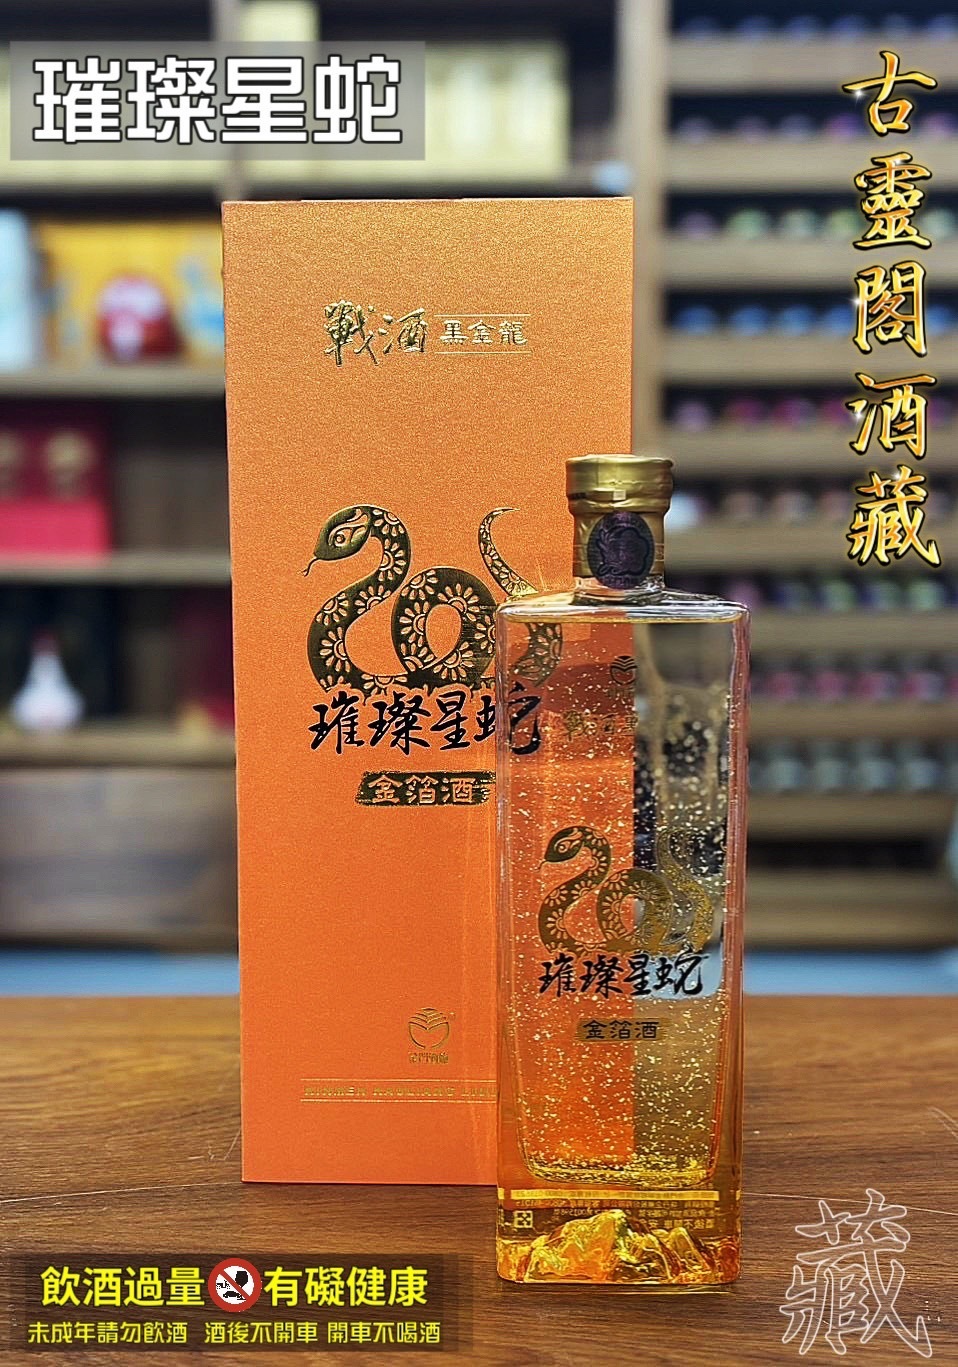 璀璨星蛇
古靈閣酒藏
戰酒 黑金龍
璀璨星蛇
金箔酒
璀璨星蛇
金箔酒
藏
飲酒過量 有礙健康
未成年請勿飲酒 酒後不開車 開車不喝酒